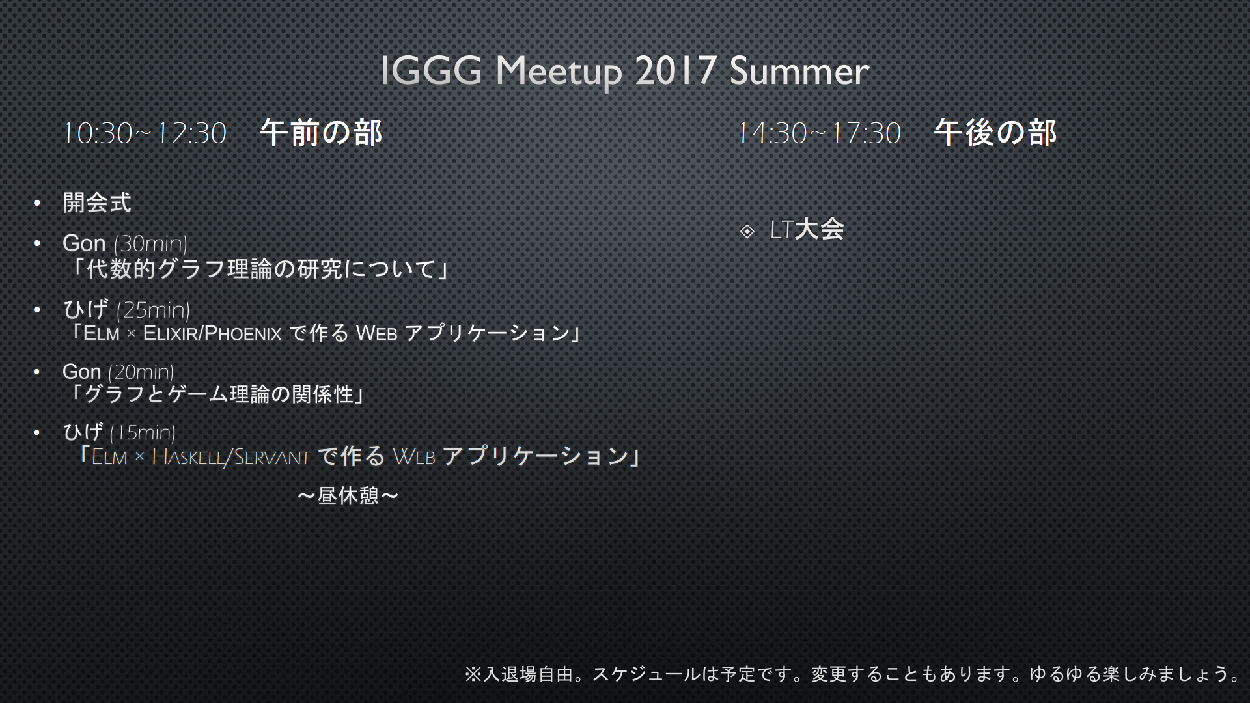 IGGG Meetup 2017 Summer
10:30~12:30　午前の部
• 開会式
• Gon (30min)
「代数的グラフ理論の研究について」
• ひげ (25min)
「ELM × ELIXIR/PHOENIX で作る WEB アプリケーション」
• Gon (20min)
「グラフとゲーム理論の関係性」
• ひげ (15min)
「ELM × HASKELL/SERVANT で作る WEB アプリケーション」
～昼休憩～
14:30~17:30　午後の部
◈ LT大会
※入退場自由。スケジュールは予定です。変更することもあります。ゆるゆる楽しみましょう。